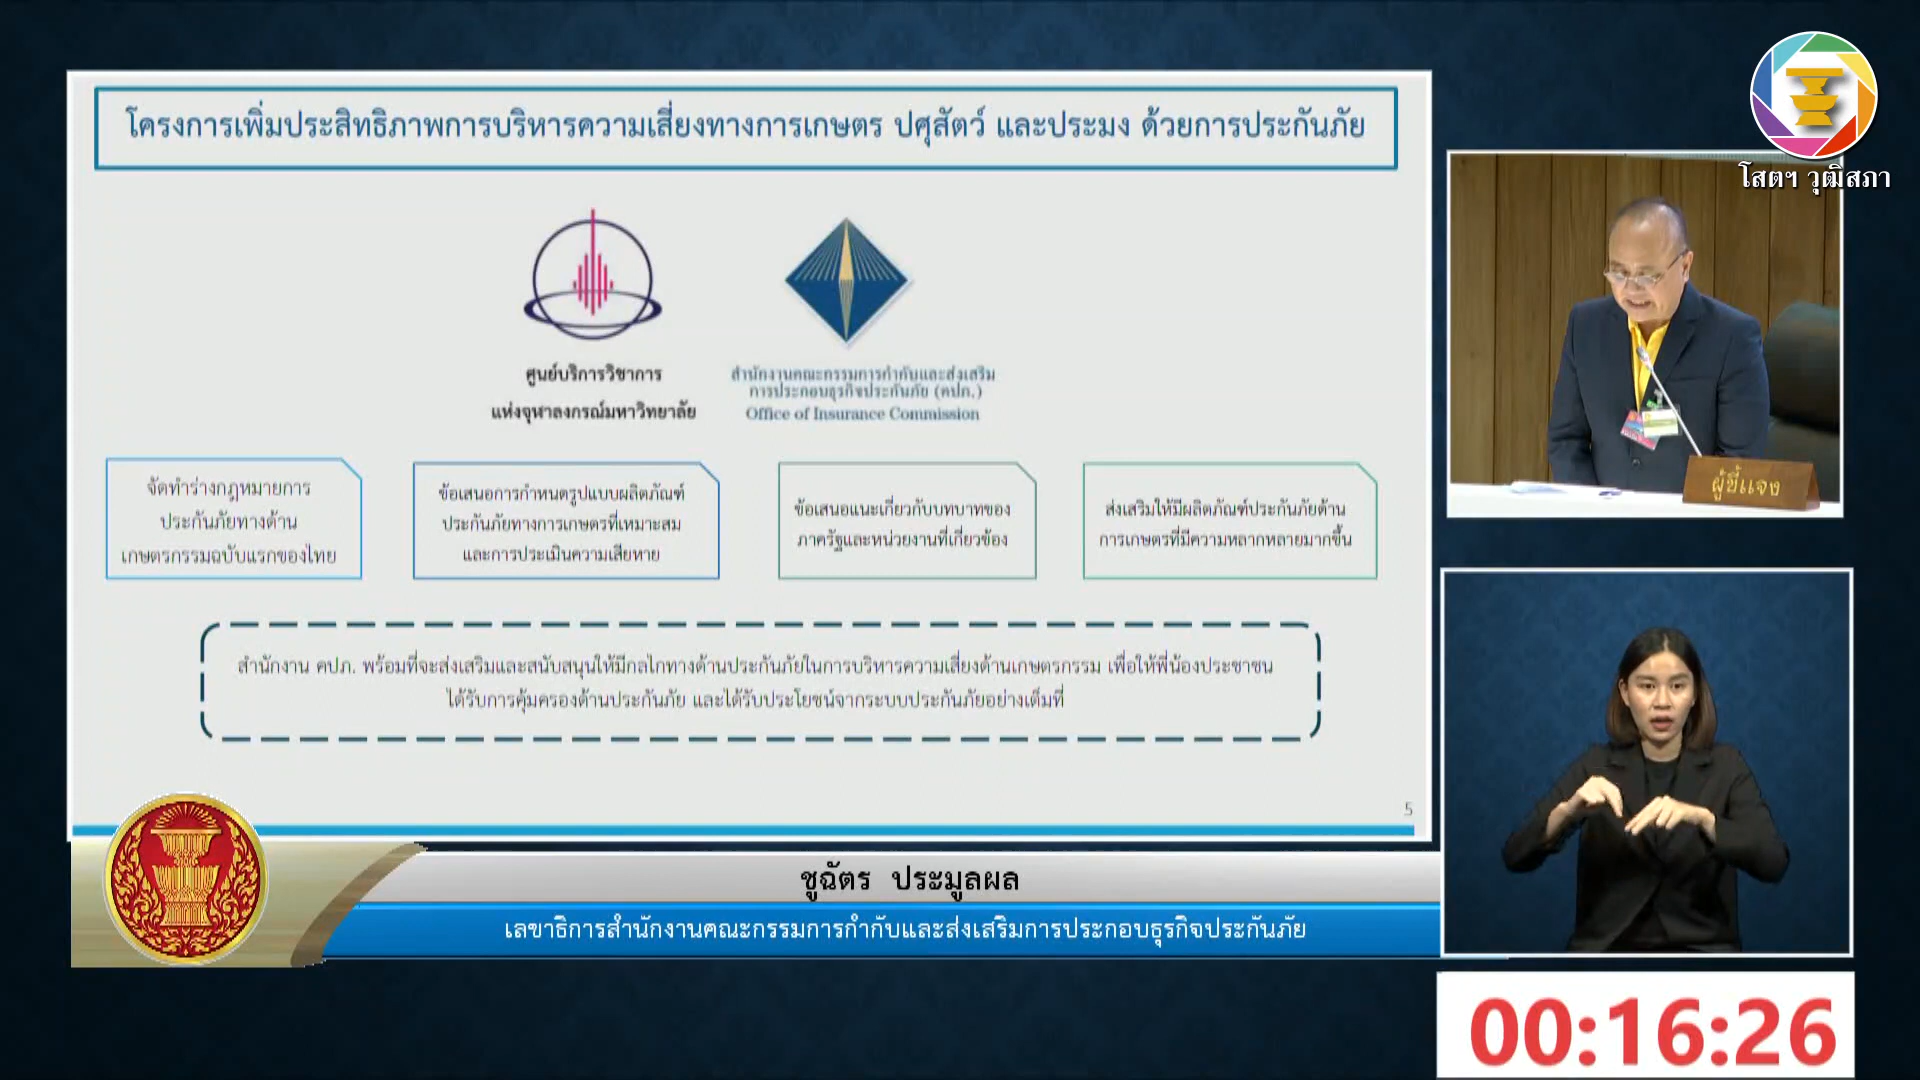 โสตฯ วุฒิสภา
โครงการเพิ่มประสิทธิภาพการบริหารความเสี่ยงทางการเกษตร ปศุสัตว์ และประมง ด้วยการประกันภัย
ศูนย์บริการวิชาการ
แห่งจุฬาลงกรณ์มหาวิทยาลัย
สำนักงานคณะกรรมการกำกับและส่งเสริม
การประกอบธุรกิจประกันภัย (คปภ.)
Office of Insurance Commission
จัดทำร่างกฎหมายการ
ประกันภัยทางด้าน
เกษตรกรรมฉบับแรกของไทย
ข้อเสนอการกำหนดรูปแบบผลิตภัณฑ์
ประกันภัยทางการเกษตรที่เหมาะสม
และการประเมินความเสียหาย
ข้อเสนอแนะเกี่ยวกับบทบาทของ
ภาครัฐและหน่วยงานที่เกี่ยวข้อง
ส่งเสริมให้มีผลิตภัณฑ์ประกันภัยด้าน
การเกษตรที่มีความหลากหลายมากขึ้น
สำนักงาน คปภ. พร้อมที่จะส่งเสริมและสนับสนุนให้มีกลไกทางด้านประกันภัยในการบริหารความเสี่ยงด้านเกษตรกรรม เพื่อให้พี่น้องประชาชน
ได้รับการคุ้มครองด้านประกันภัย และได้รับประโยชน์จากระบบประกันภัยอย่างเต็มที่
5
ผู้ชี้แจง
ชูฉัตร ประมูลผล
เลขาธิการสำนักงานคณะกรรมการกำกับและส่งเสริมการประกอบธุรกิจประกันภัย
00:16:26